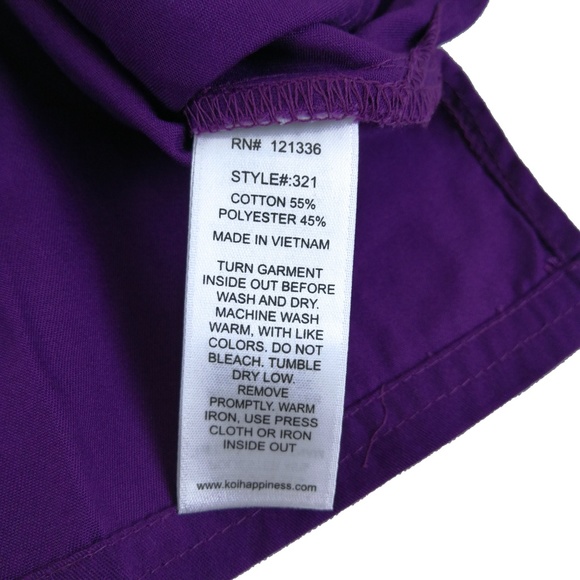 RN# 121336
STYLE#:321
COTTON 55%
POLYESTER 45%
MADE IN VIETNAM
TURN GARMENT
INSIDE OUT BEFORE
WASH AND DRY.
MACHINE WASH
WARM, WITH LIKE
COLORS. DO NOT
BLEACH. TUMBLE
DRY LOW.
REMOVE
PROMPTLY. WARM
IRON, USE PRESS
CLOTH OR IRON
INSIDE OUT
www.koihappiness.com